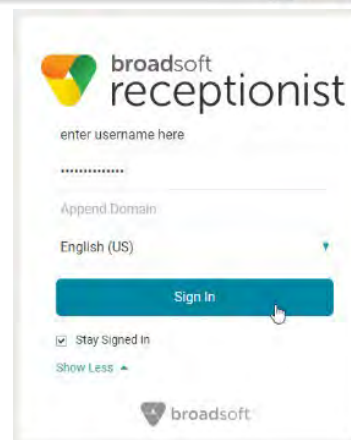 broadsoft
receptionist
enter username here
••••••••••••••
Append Domain
English (US)
Sign In
Stay Signed in
Show Less
broadsoft